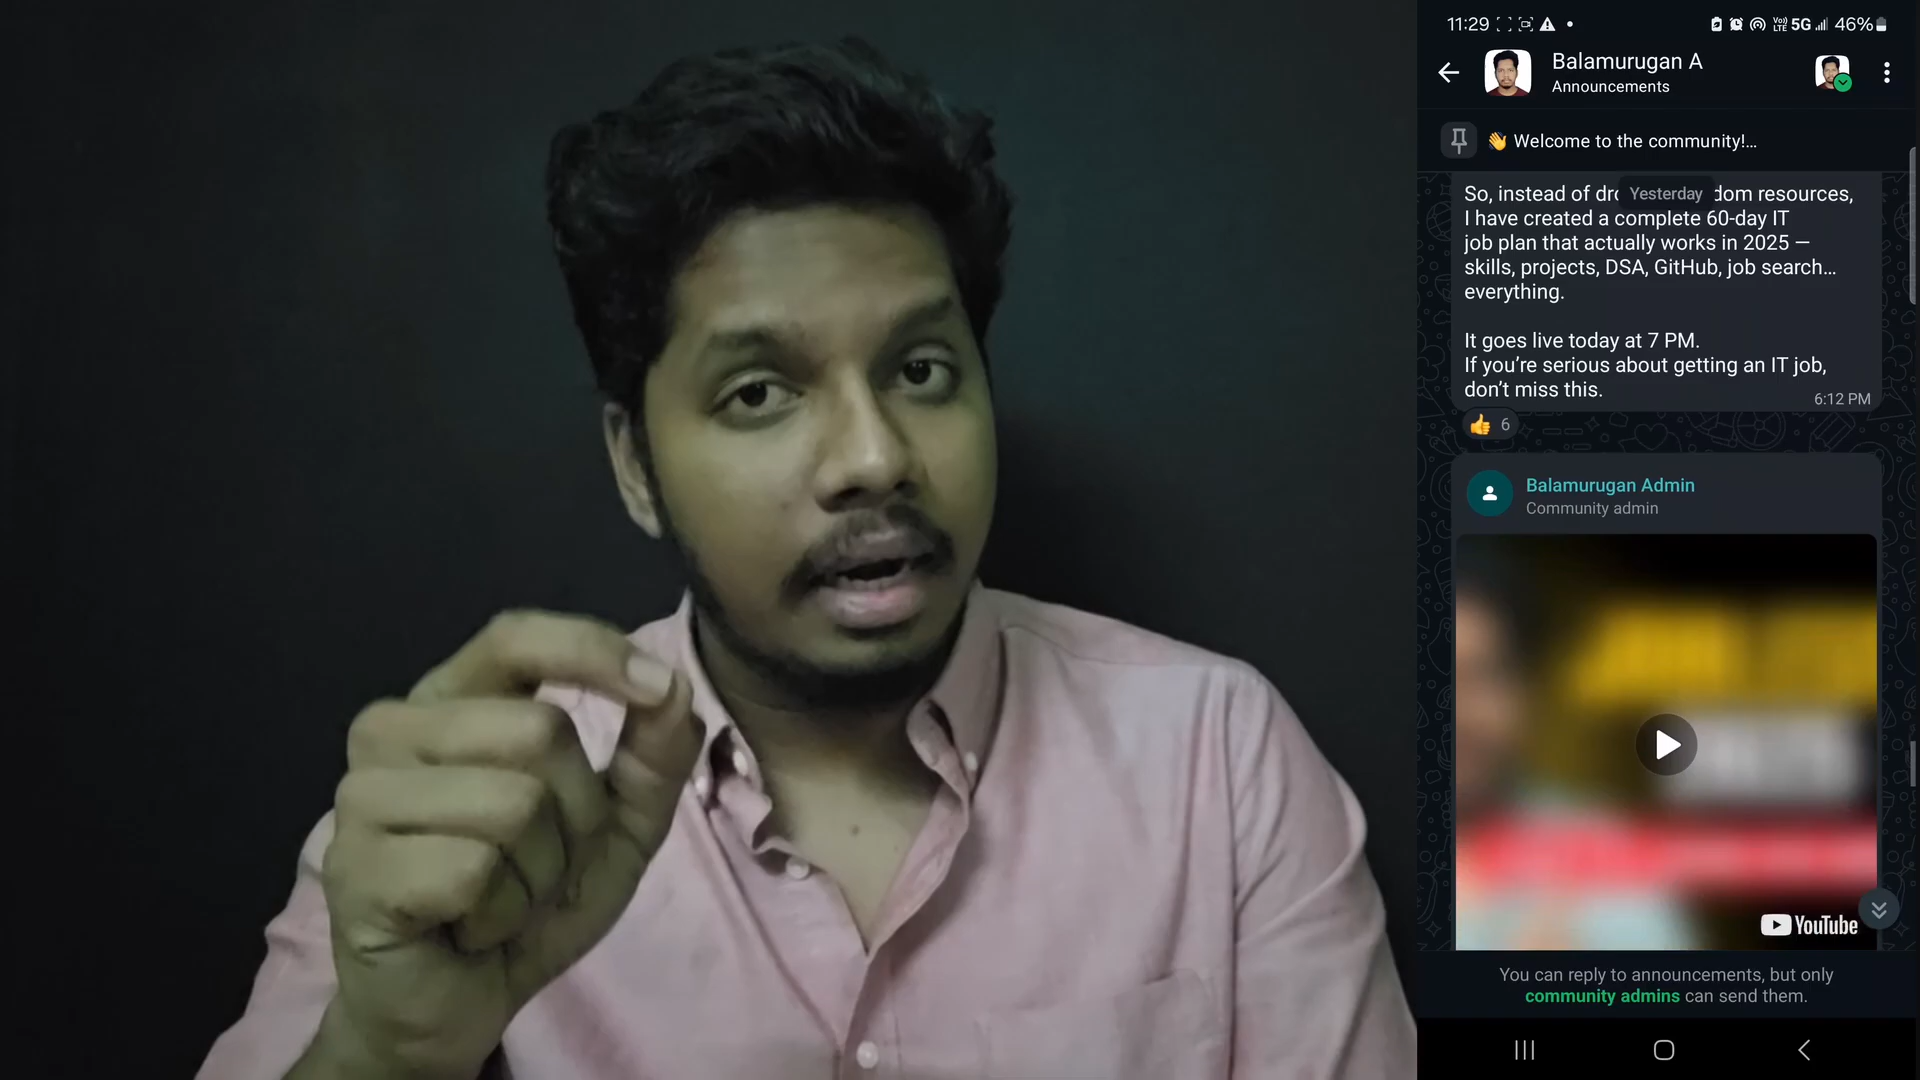 11:29
Vo)) LTE 5G 46%
Balamurugan A
Announcements
👋 Welcome to the community!...
Yesterday
So, instead of dro dom resources,
I have created a complete 60-day IT
job plan that actually works in 2025 —
skills, projects, DSA, GitHub, job search...
everything.
It goes live today at 7 PM.
If you’re serious about getting an IT job,
don’t miss this.
6:12 PM
👍 6
Balamurugan Admin
Community admin
YouTube
You can reply to announcements, but only
community admins can send them.